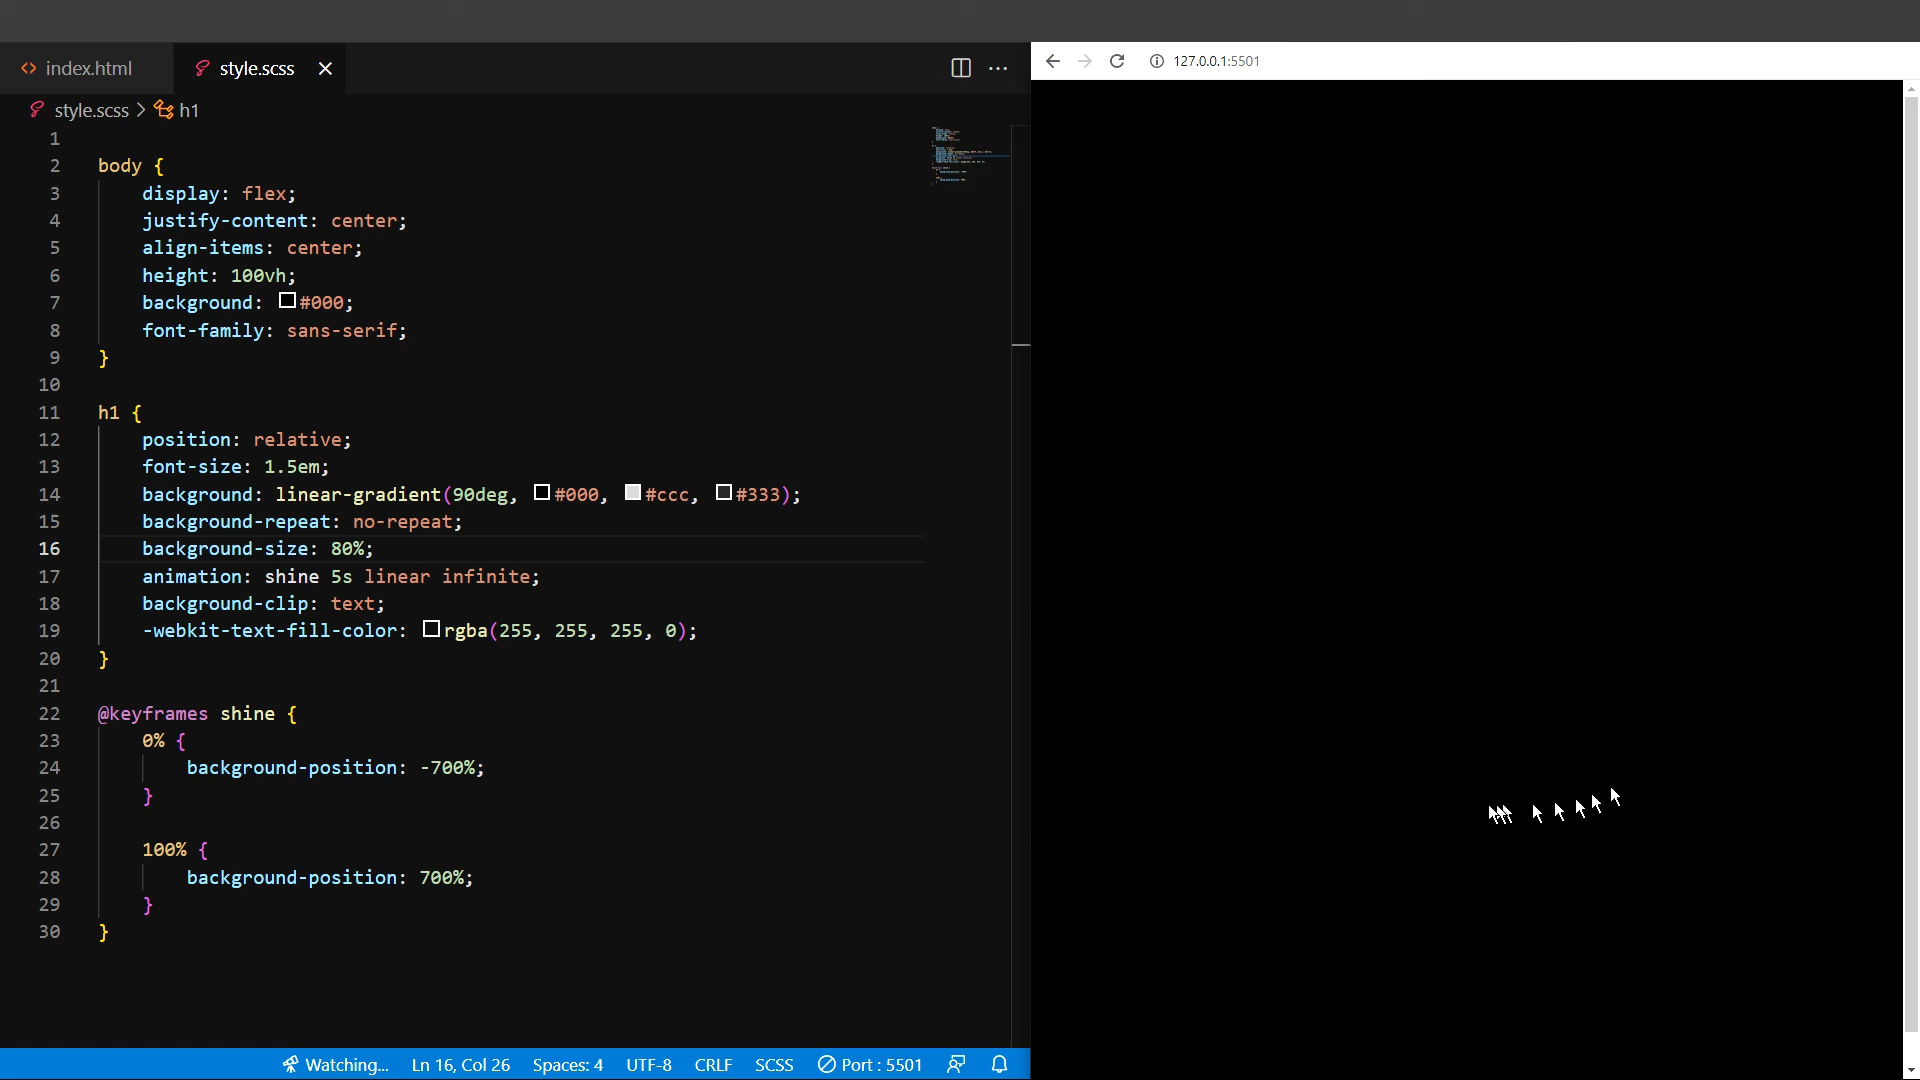 index.html
style.scss
127.0.0.1:5501
style.scss > h1
1
2 body {
3 display: flex;
4 justify-content: center;
5 align-items: center;
6 height: 100vh;
7 background: #000;
8 font-family: sans-serif;
9 }
10
11 h1 {
12 position: relative;
13 font-size: 1.5em;
14 background: linear-gradient(90deg, #000, #ccc, #333);
15 background-repeat: no-repeat;
16 background-size: 80%;
17 animation: shine 5s linear infinite;
18 background-clip: text;
19 -webkit-text-fill-color: rgba(255, 255, 255, 0);
20 }
21
22 @keyframes shine {
23 0% {
24 background-position: -700%;
25 }
26
27 100% {
28 background-position: 700%;
29 }
30 }
Watching... Ln 16, Col 26 Spaces: 4 UTF-8 CRLF SCSS Port : 5501